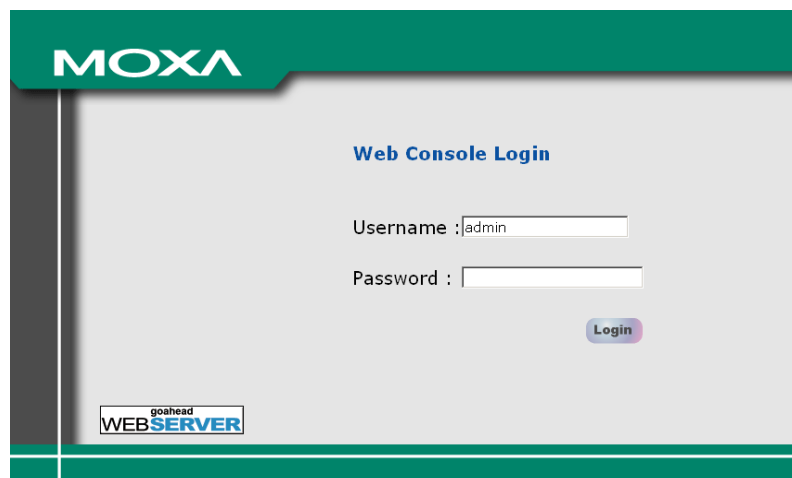 MOXA
Web Console Login
Username : admin
Password :
Login
goahead
WEBSERVER